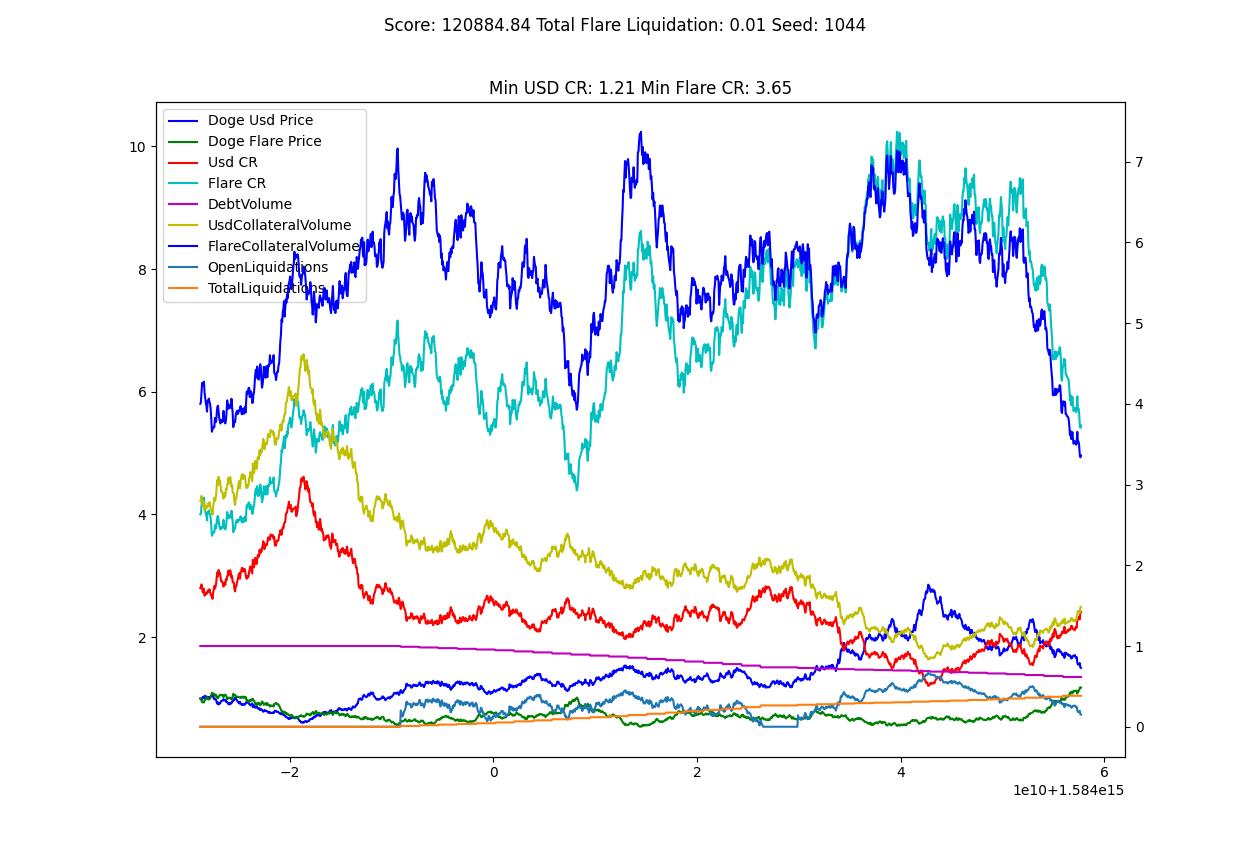 Score: 120884.84 Total Flare Liquidation: 0.01 Seed: 1044
Min USD CR: 1.21 Min Flare CR: 3.65
Doge Usd Price
Doge Flare Price
Usd CR
Flare CR
DebtVolume
UsdCollateralVolume
FlareCollateralVolume
OpenLiquidations
TotalLiquidations
10
8
6
4
2
7
6
5
4
3
2
1
0
−2 0 2 4 6
1e10+1.584e15